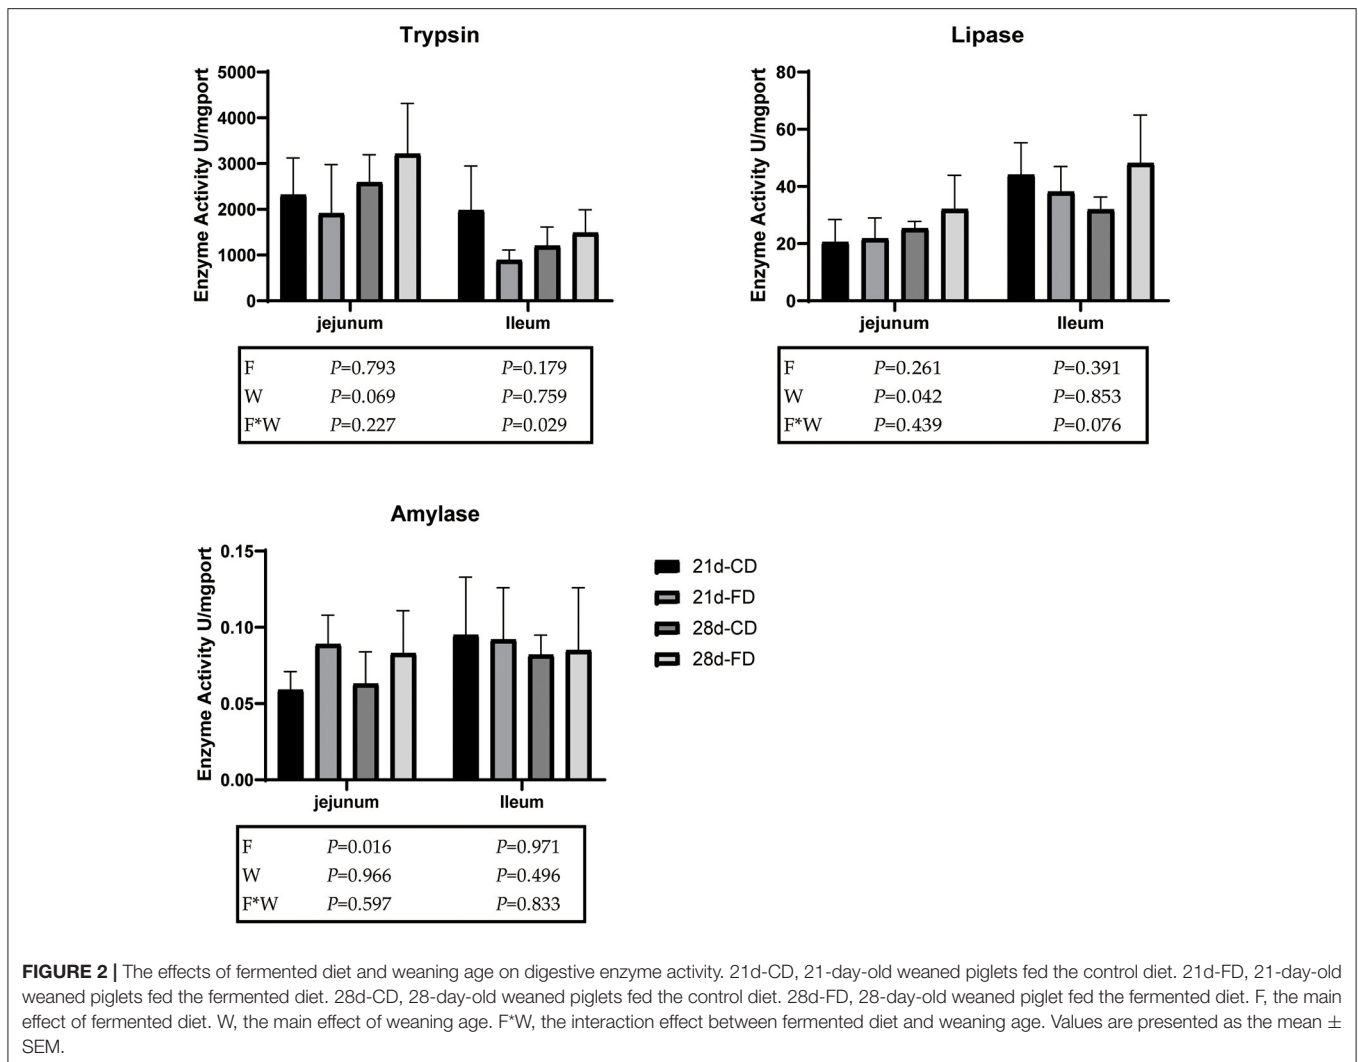 Trypsin
Enzyme Activity U/mgport
5000
4000
3000
2000
1000
0
jejunum
Ileum
F P=0.793 P=0.179
W P=0.069 P=0.759
F*W P=0.227 P=0.029
Lipase
Enzyme Activity U/mgport
80
60
40
20
0
jejunum
Ileum
F P=0.261 P=0.391
W P=0.042 P=0.853
F*W P=0.439 P=0.076
Amylase
Enzyme Activity U/mgport
0.15
0.10
0.05
0.00
jejunum
Ileum
21d-CD
21d-FD
28d-CD
28d-FD
F P=0.016 P=0.971
W P=0.966 P=0.496
F*W P=0.597 P=0.833
FIGURE 2 | The effects of fermented diet and weaning age on digestive enzyme activity. 21d-CD, 21-day-old weaned piglets fed the control diet. 21d-FD, 21-day-old
weaned piglets fed the fermented diet. 28d-CD, 28-day-old weaned piglets fed the control diet. 28d-FD, 28-day-old weaned piglet fed the fermented diet. F, the main
effect of fermented diet. W, the main effect of weaning age. F*W, the interaction effect between fermented diet and weaning age. Values are presented as the mean ±
SEM.